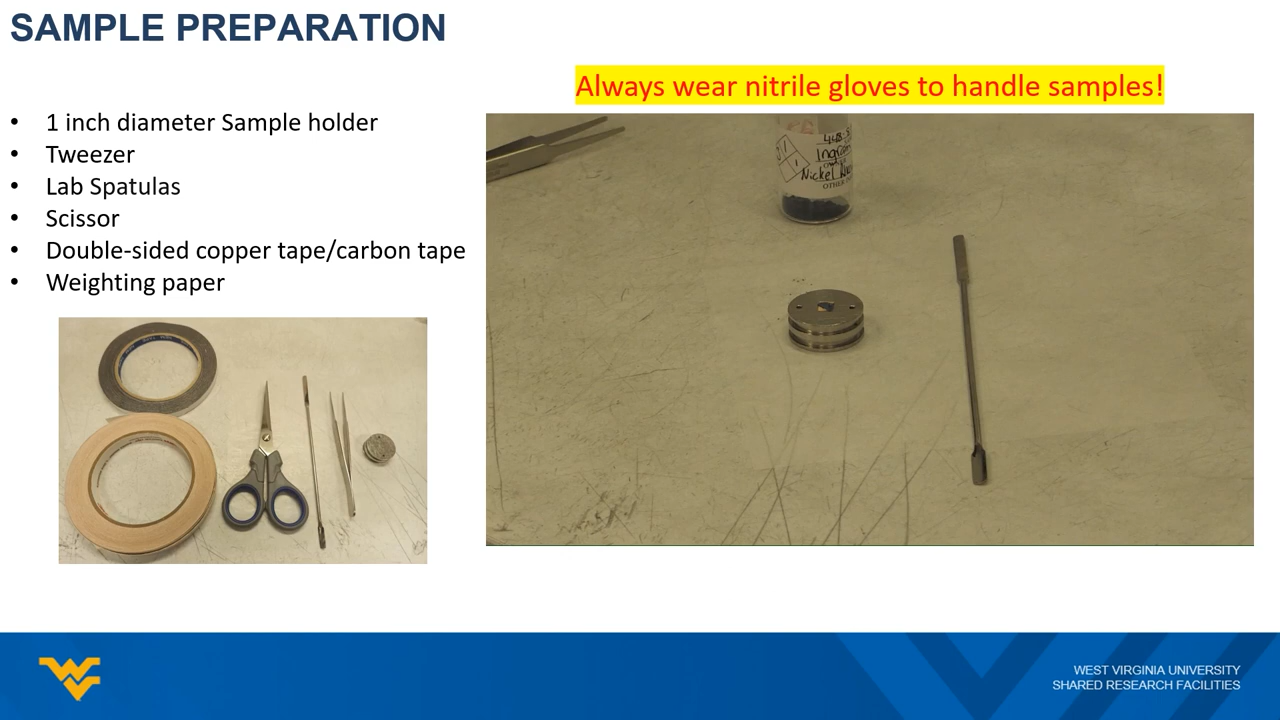 SAMPLE PREPARATION
Always wear nitrile gloves to handle samples!
• 1 inch diameter Sample holder
• Tweezer
• Lab Spatulas
• Scissor
• Double-sided copper tape/carbon tape
• Weighting paper
Nickel
OTHER
WEST VIRGINIA UNIVERSITY
SHARED RESEARCH FACILITIES